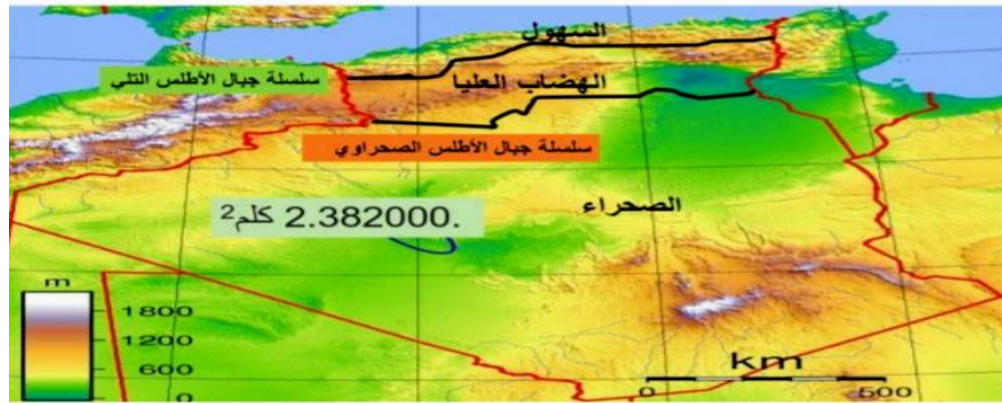 السهول
سلسلة جبال الأطلس التلي
الهضاب العليا
سلسلة جبال الأطلس الصحراوي
الصحراء
2.382000. كلم²
m
1800
1200
600
0
km
0
500